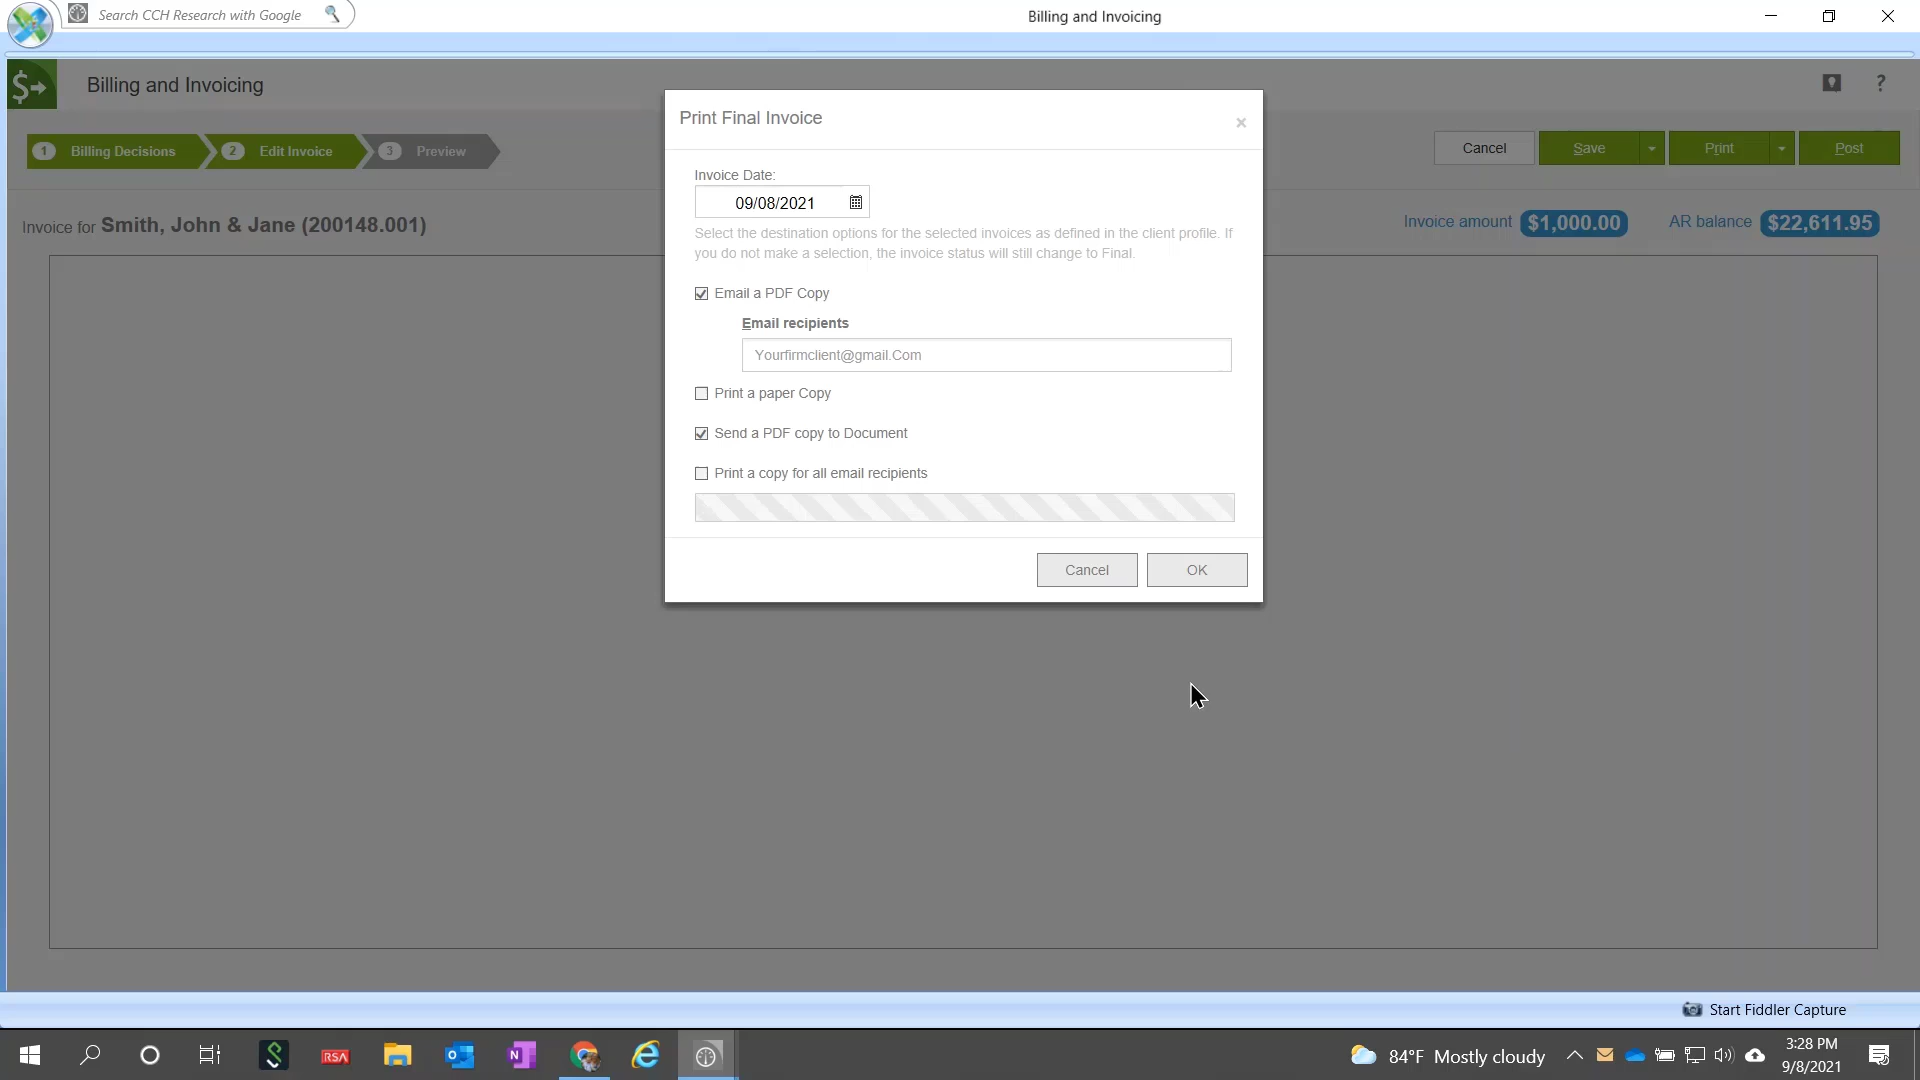 Search CCH Research with Google
Billing and Invoicing
Billing and Invoicing
?
1 Billing Decisions
2 Edit Invoice
3 Preview
Cancel
Save
Print
Post
Invoice for Smith, John & Jane (200148.001)
Invoice amount $1,000.00
AR balance $22,611.95
Print Final Invoice
×
Invoice Date:
09/08/2021
Select the destination options for the selected invoices as defined in the client profile. If
you do not make a selection, the invoice status will still change to Final.
Email a PDF Copy
Email recipients
Yourfirmclient@gmail.Com
Print a paper Copy
Send a PDF copy to Document
Print a copy for all email recipients
Cancel
OK
Start Fiddler Capture
RSA
84°F Mostly cloudy
3:28 PM
9/8/2021